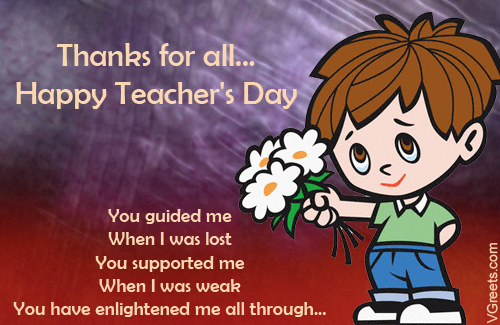 Thanks for all...
Happy Teacher's Day
You guided me
When I was lost
You supported me
When I was weak
You have enlightened me all through...
VGreets.com